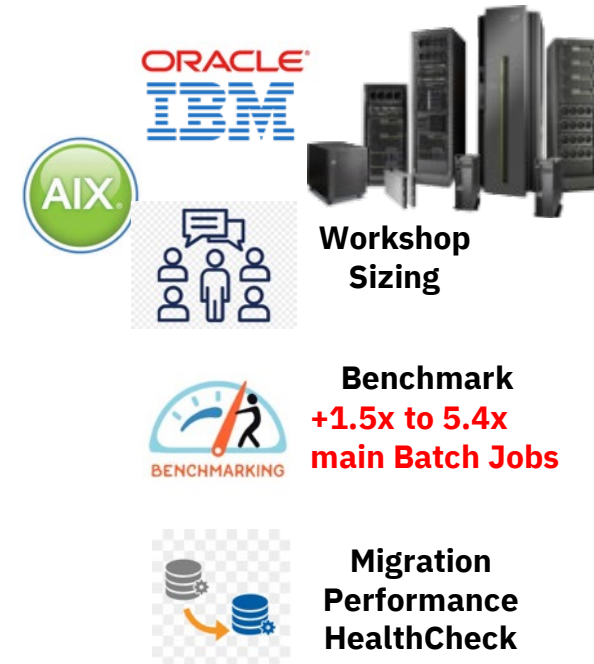 ORACLE®
IBM
AIX®
Workshop
Sizing
BENCHMARKING
Benchmark
+1.5x to 5.4x
main Batch Jobs
Migration
Performance
HealthCheck